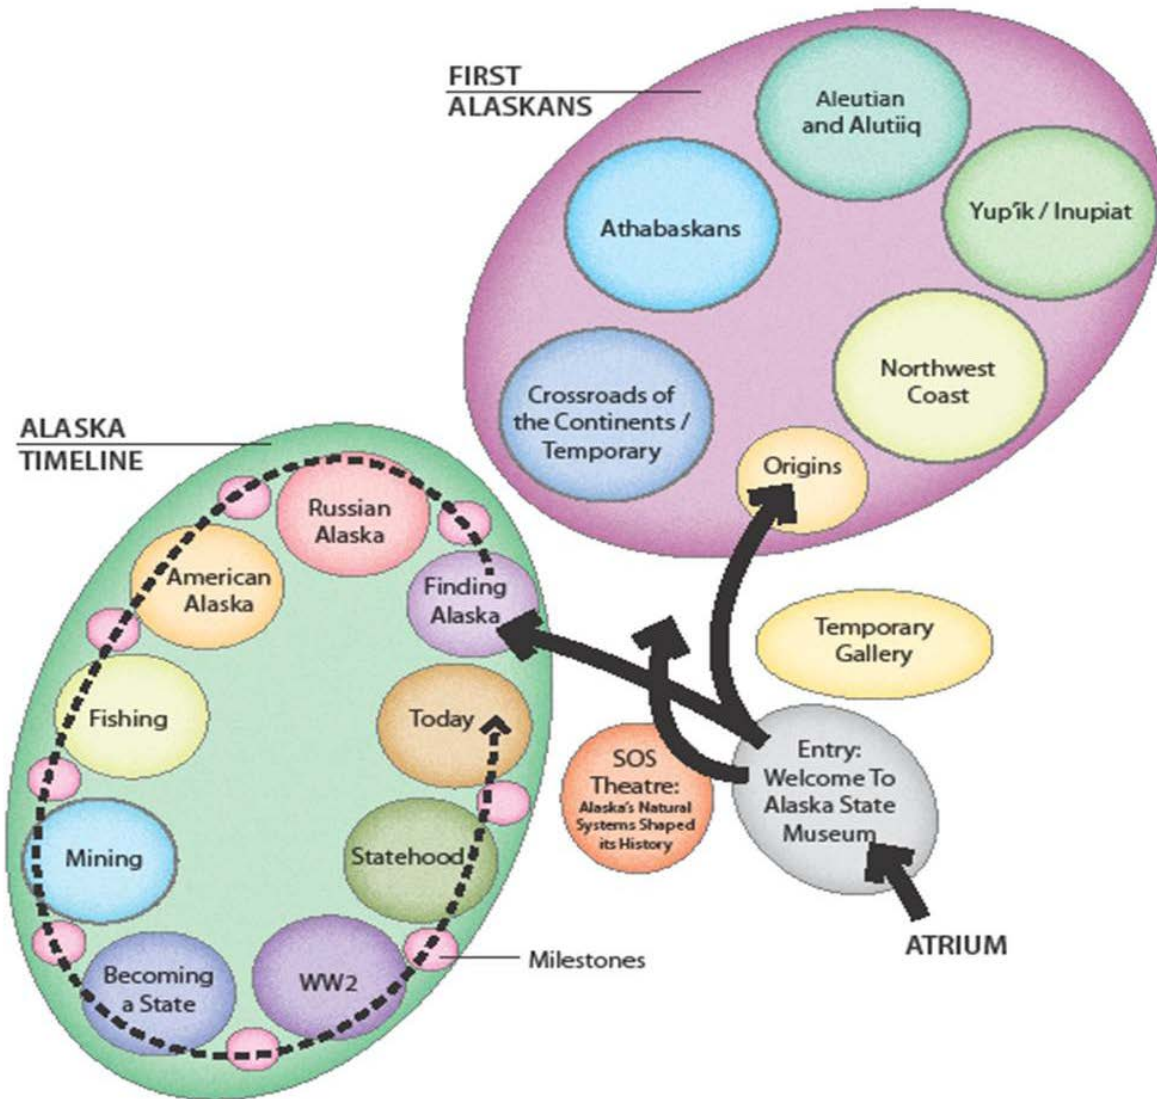 FIRST
ALASKANS
Aleutian
and Alutiiq
Yup'ik / Inupiat
Athabaskans
Northwest
Coast
Crossroads of
the Continents /
Temporary
Origins
ALASKA
TIMELINE
Russian
Alaska
American
Alaska
Finding
Alaska
Fishing
Today
Mining
Statehood
Becoming
a State
WW2
Milestones
Temporary
Gallery
SOS
Theatre:
Alaska's Natural
Systems Shaped
its History
Entry:
Welcome To
Alaska State
Museum
ATRIUM